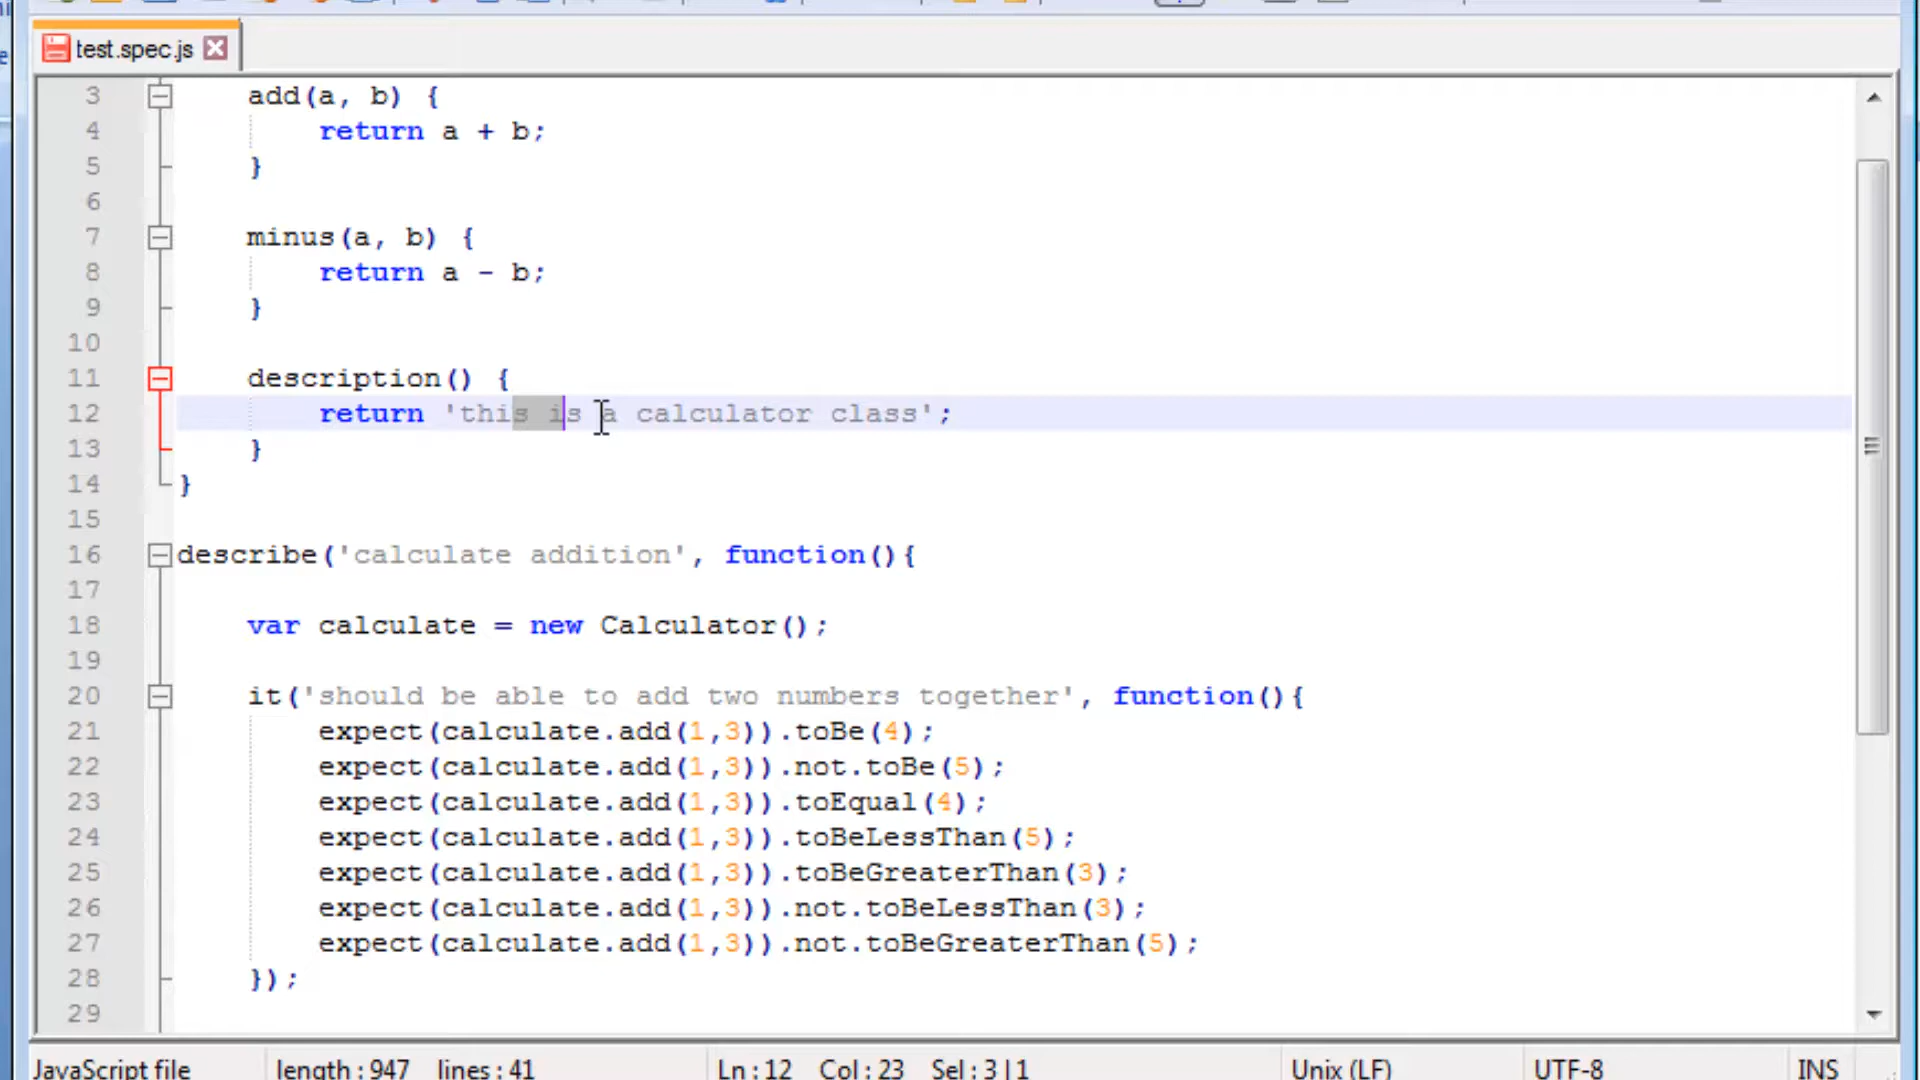 test.spec.js
3 add(a, b) {
4 return a + b;
5 }
6
7 minus(a, b) {
8 return a - b;
9 }
10
11 description() {
12 return 'this is a calculator class';
13 }
14 }
15
16 describe('calculate addition', function(){
17
18 var calculate = new Calculator();
19
20 it('should be able to add two numbers together', function(){
21 expect(calculate.add(1,3)).toBe(4);
22 expect(calculate.add(1,3)).not.toBe(5);
23 expect(calculate.add(1,3)).toEqual(4);
24 expect(calculate.add(1,3)).toBeLessThan(5);
25 expect(calculate.add(1,3)).toBeGreaterThan(3);
26 expect(calculate.add(1,3)).not.toBeLessThan(3);
27 expect(calculate.add(1,3)).not.toBeGreaterThan(5);
28 });
29
JavaScript file length : 947 lines : 41 Ln : 12 Col : 23 Sel : 3 | 1 Unix (LF) UTF-8 INS